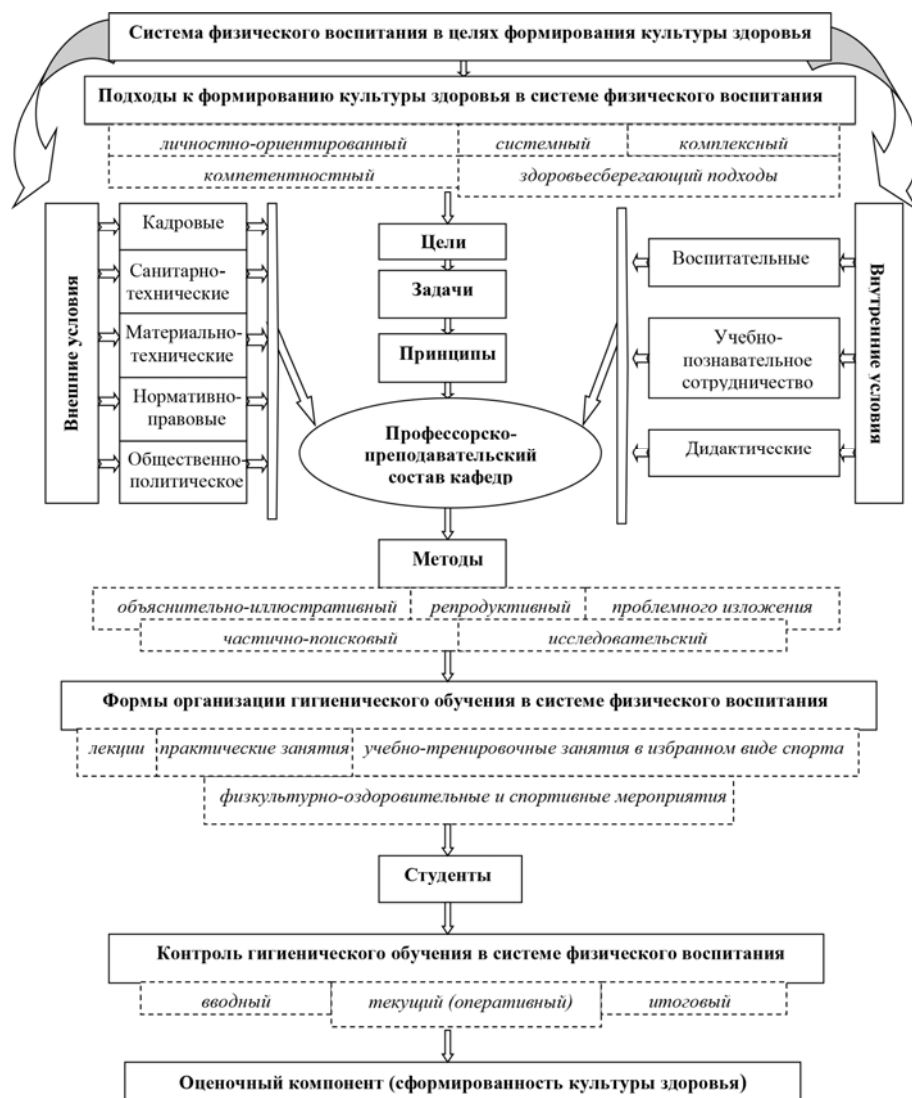 Система физического воспитания в целях формирования культуры здоровья
Подходы к формированию культуры здоровья в системе физического воспитания
личностно-ориентированный
системный
комплексный
компетентностный
здоровьесберегающий подходы
Внешние условия
Кадровые
Санитарно-
технические
Материально-
технические
Нормативно-
правовые
Общественно-
политическое
Цели
Задачи
Принципы
Профессорско-
преподавательский
состав кафедр
Воспитательные
Учебно-
познавательное
сотрудничество
Дидактические
Внутренние условия
Методы
объяснительно-иллюстративный
репродуктивный
проблемного изложения
частично-поисковый
исследовательский
Формы организации гигиенического обучения в системе физического воспитания
лекции
практические занятия
учебно-тренировочные занятия в избранном виде спорта
физкультурно-оздоровительные и спортивные мероприятия
Студенты
Контроль гигиенического обучения в системе физического воспитания
вводный
текущий (оперативный)
итоговый
Оценочный компонент (сформированность культуры здоровья)